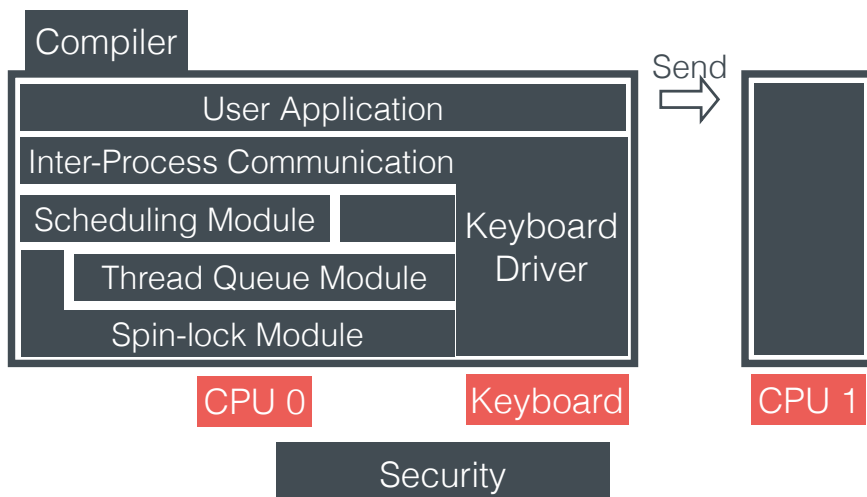 Compiler
Send
User Application
Inter-Process Communication
Scheduling Module
Keyboard
Driver
Thread Queue Module
Spin-lock Module
CPU 0
Keyboard
CPU 1
Security